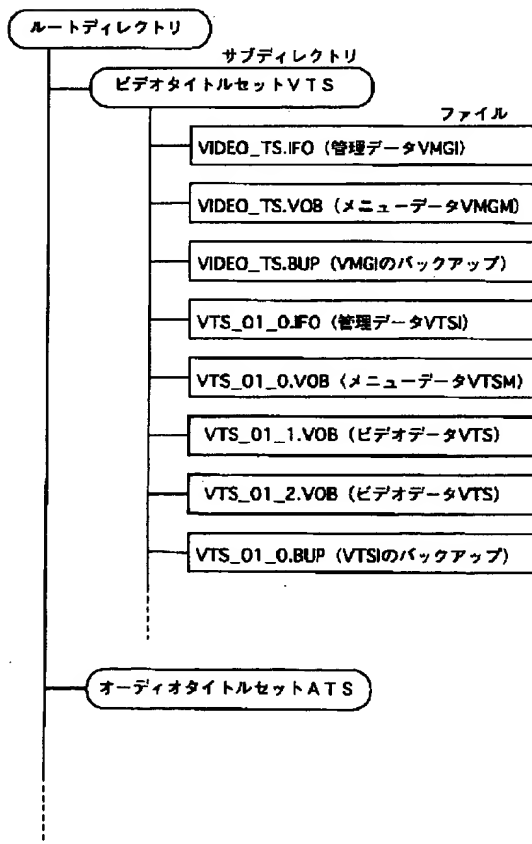 ルートディレクトリ
サブディレクトリ
ビデオタイトルセットVTS
ファイル
VIDEO_TS.IFO (管理データVMGI)
VIDEO_TS.VOB (メニューデータVMGM)
VIDEO_TS.BUP (VMGIのバックアップ)
VTS_01_0.IFO (管理データVTSI)
VTS_01_0.VOB (メニューデータVTSM)
VTS_01_1.VOB (ビデオデータVTS)
VTS_01_2.VOB (ビデオデータVTS)
VTS_01_0.BUP (VTSIのバックアップ)
オーディオタイトルセットATS